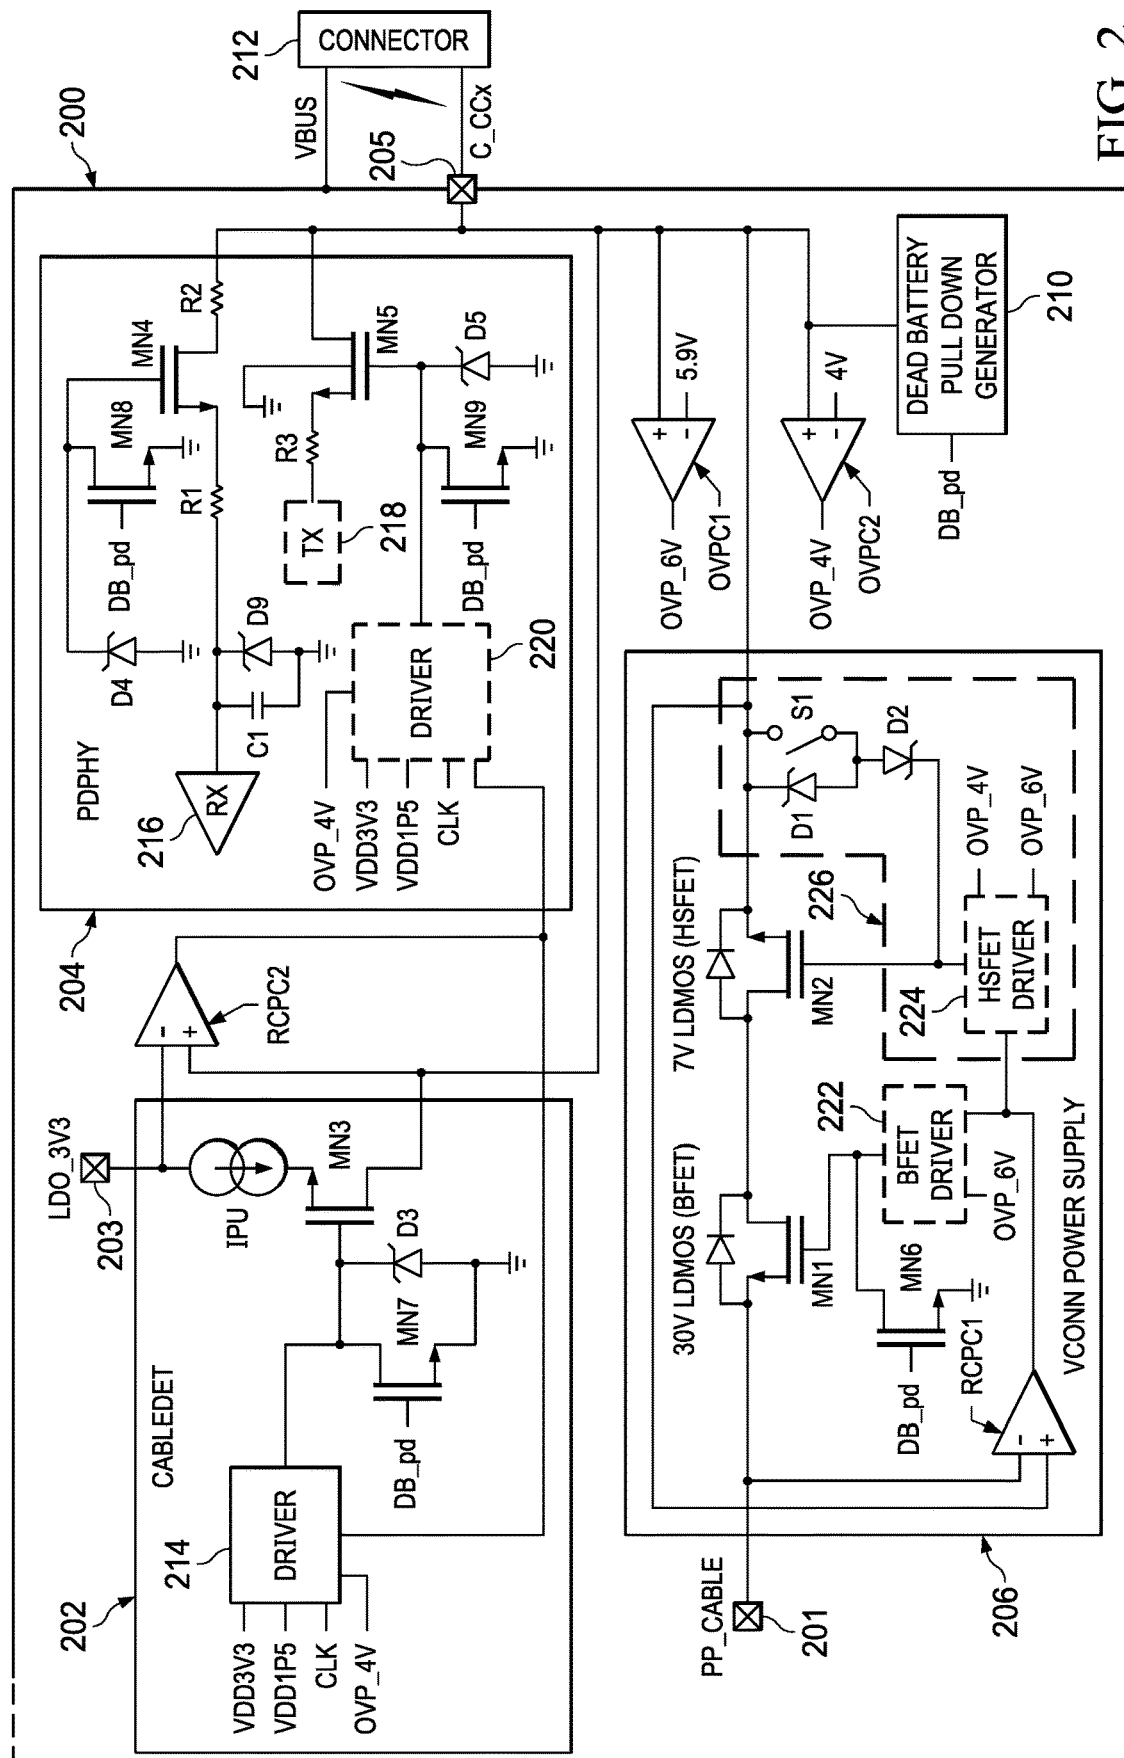 200
202
CABLEDET
214
DRIVER
VDD3V3
VDD1P5
CLK
OVP_4V
DB_pd
MN7
D3
MN3
IPU
LDO_3V3
203
RCPC2
204
PDPHY
216
RX
D4
C1
D9
DB_pd
MN8
R1
MN4
R2
TX
218
R3
MN5
OVP_4V
VDD3V3
VDD1P5
CLK
DRIVER
220
DB_pd
MN9
D5
VBUS
C_CCx
205
CONNECTOR
212
PP_CABLE
201
206
VCONN POWER SUPPLY
30V LDMOS (BFET)
MN1
7V LDMOS (HSFET)
MN2
RCPC1
-
+
DB_pd
MN6
BFET
DRIVER
222
OVP_6V
224
HSFET
DRIVER
226
OVP_4V
OVP_6V
D1
S1
D2
OVP_6V
OVPC1
+
-
5.9V
OVP_4V
OVPC2
+
-
4V
DB_pd
DEAD BATTERY
PULL DOWN
GENERATOR
210
-
+
FIG. 2